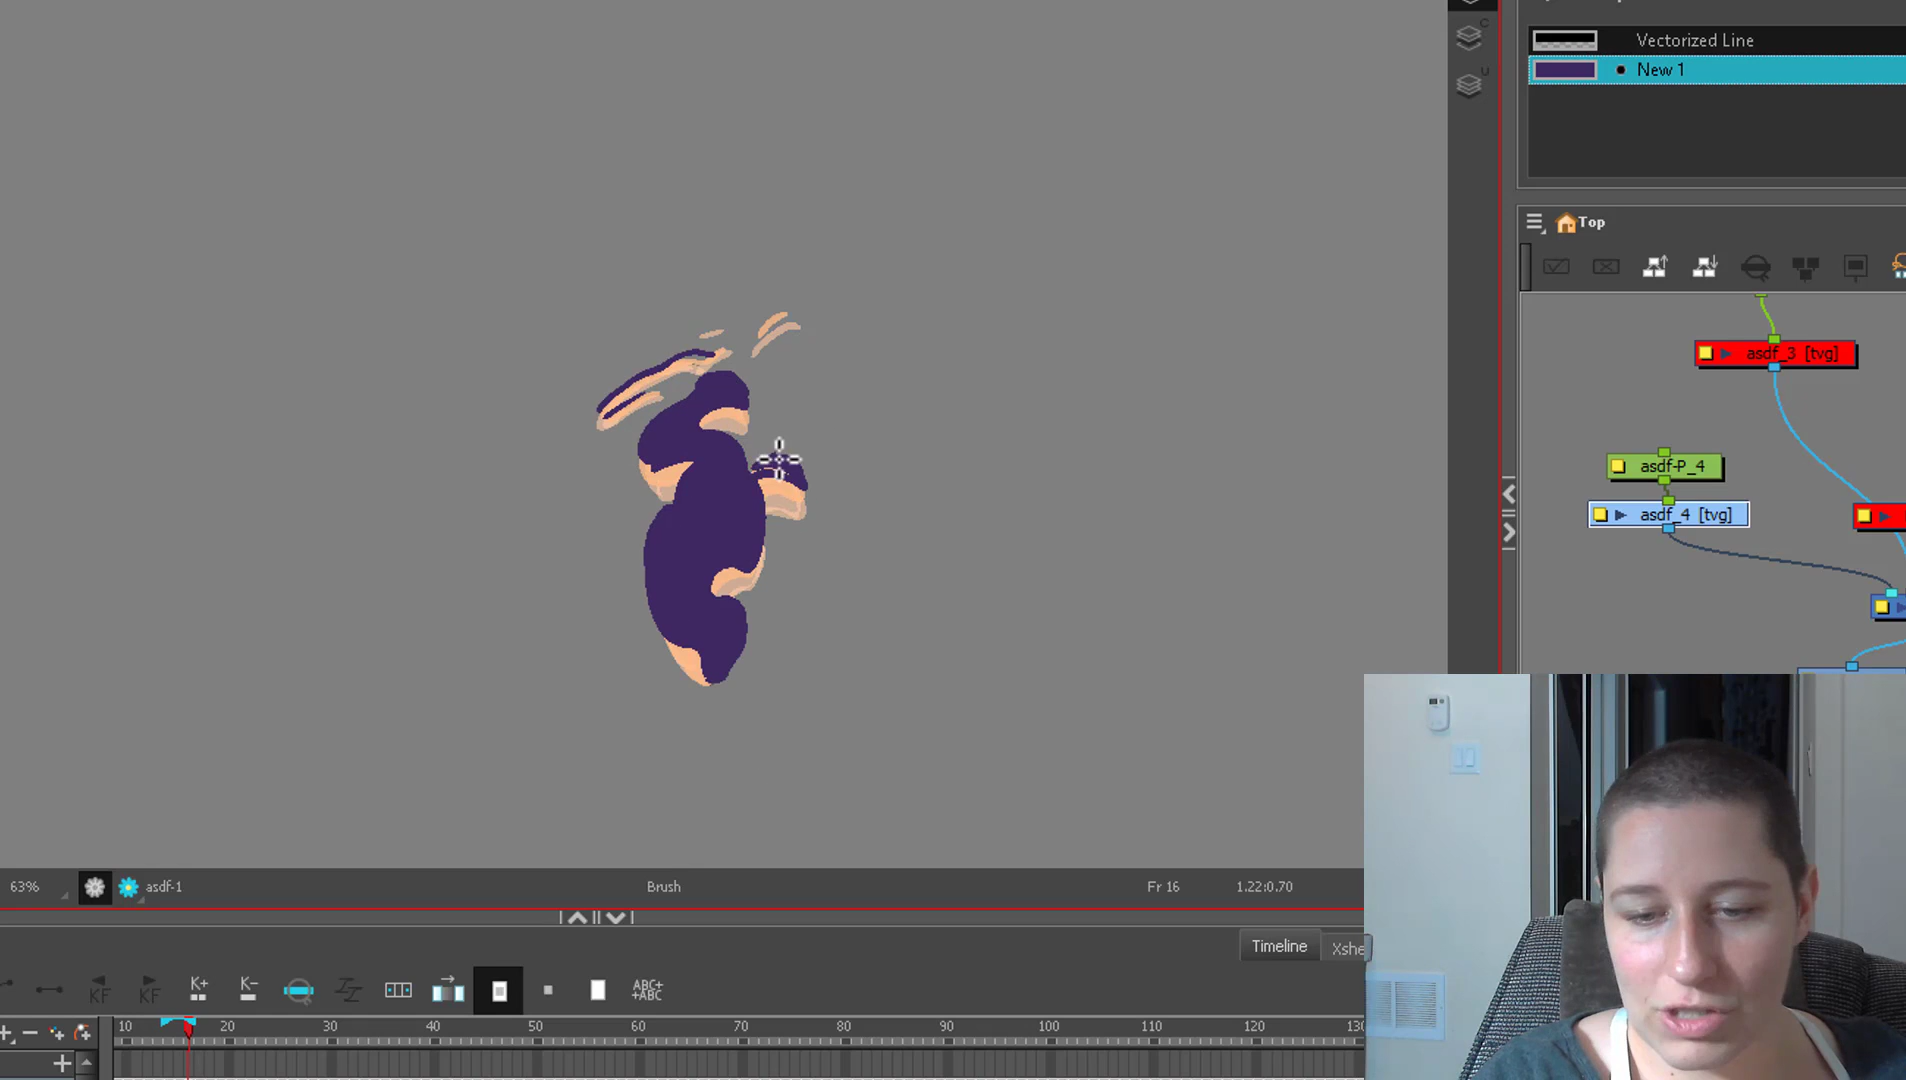 C
Vectorized Line
New 1
U
Top
asdf_3 [tvg]
asdf-P_4
asdf_4 [tvg]
63%
asdf-1
Brush
Fr 16
1.22:0.70
Timeline
Xshe
KF
KF
K+
K-
ABC+
+ABC
10 20 30 40 50 60 70 80 90 100 110 120 130